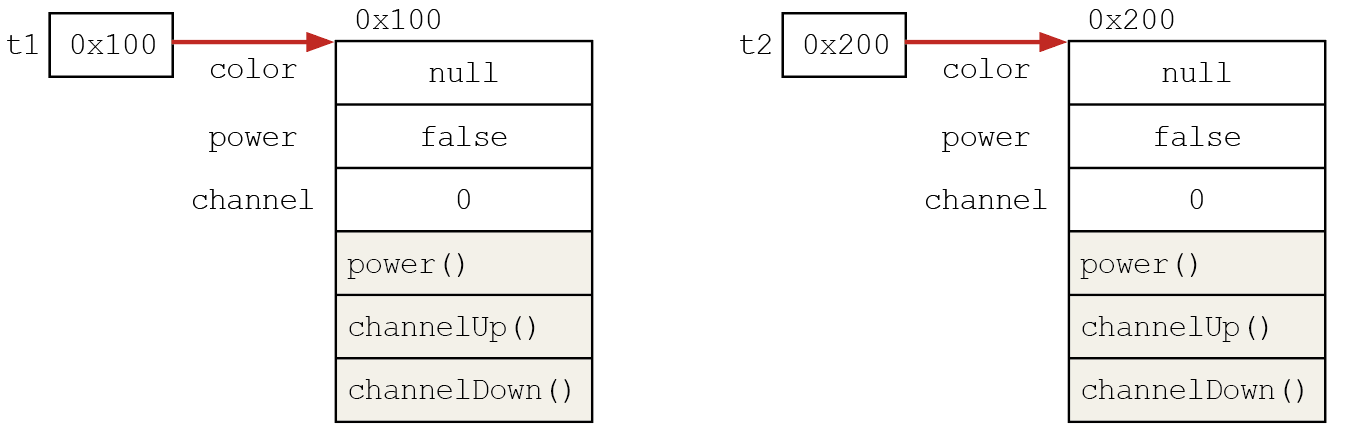 0x100
t1 0x100
color null
power false
channel 0
power()
channelUp()
channelDown()
0x200
t2 0x200
color null
power false
channel 0
power()
channelUp()
channelDown()